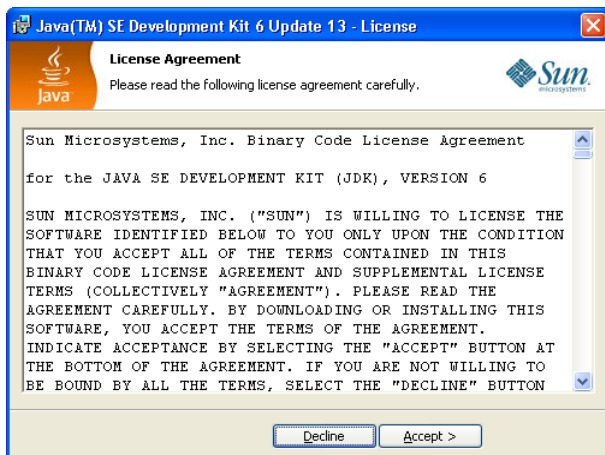 Java(TM) SE Development Kit 6 Update 13 - License
License Agreement
Please read the following license agreement carefully.
Java
Sun
microsystems
Sun Microsystems, Inc. Binary Code License Agreement
for the JAVA SE DEVELOPMENT KIT (JDK), VERSION 6
SUN MICROSYSTEMS, INC. ("SUN") IS WILLING TO LICENSE THE
SOFTWARE IDENTIFIED BELOW TO YOU ONLY UPON THE CONDITION
THAT YOU ACCEPT ALL OF THE TERMS CONTAINED IN THIS
BINARY CODE LICENSE AGREEMENT AND SUPPLEMENTAL LICENSE
TERMS (COLLECTIVELY "AGREEMENT"). PLEASE READ THE
AGREEMENT CAREFULLY. BY DOWNLOADING OR INSTALLING THIS
SOFTWARE, YOU ACCEPT THE TERMS OF THE AGREEMENT.
INDICATE ACCEPTANCE BY SELECTING THE "ACCEPT" BUTTON AT
THE BOTTOM OF THE AGREEMENT. IF YOU ARE NOT WILLING TO
BE BOUND BY ALL THE TERMS, SELECT THE "DECLINE" BUTTON
Decline
Accept >